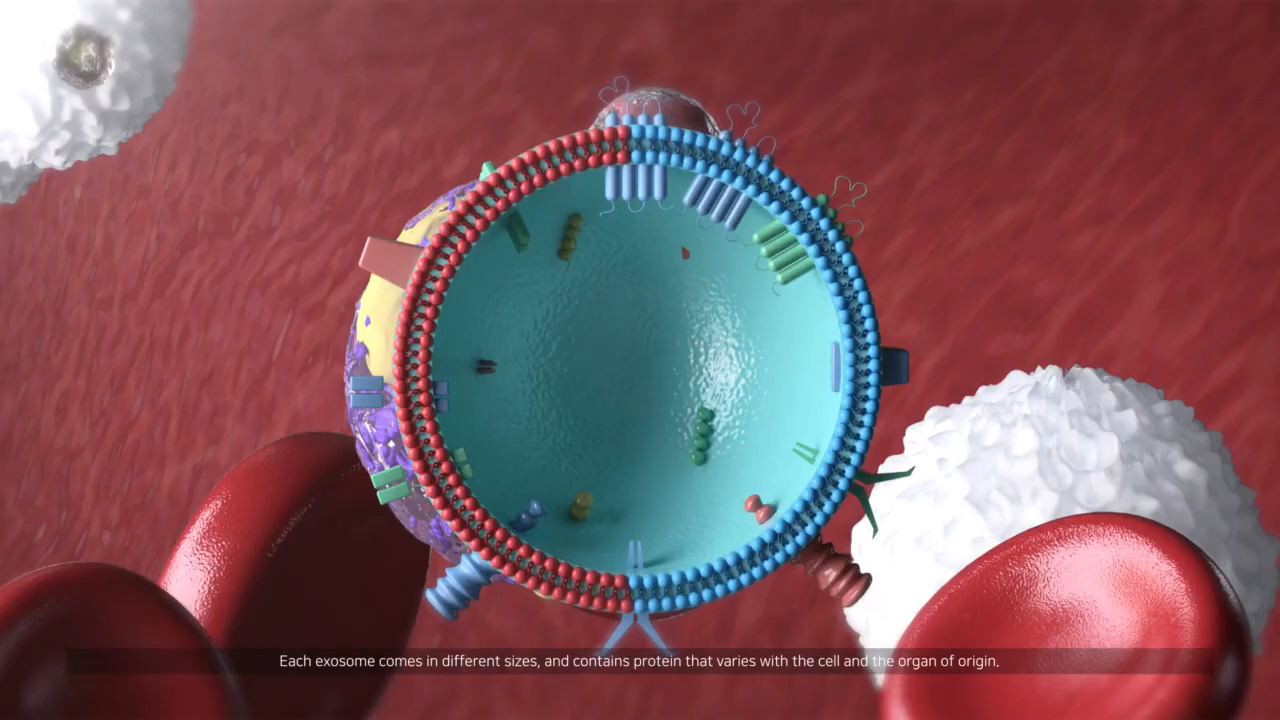 Each exosome comes in different sizes, and contains protein that varies with the cell and the organ of origin.